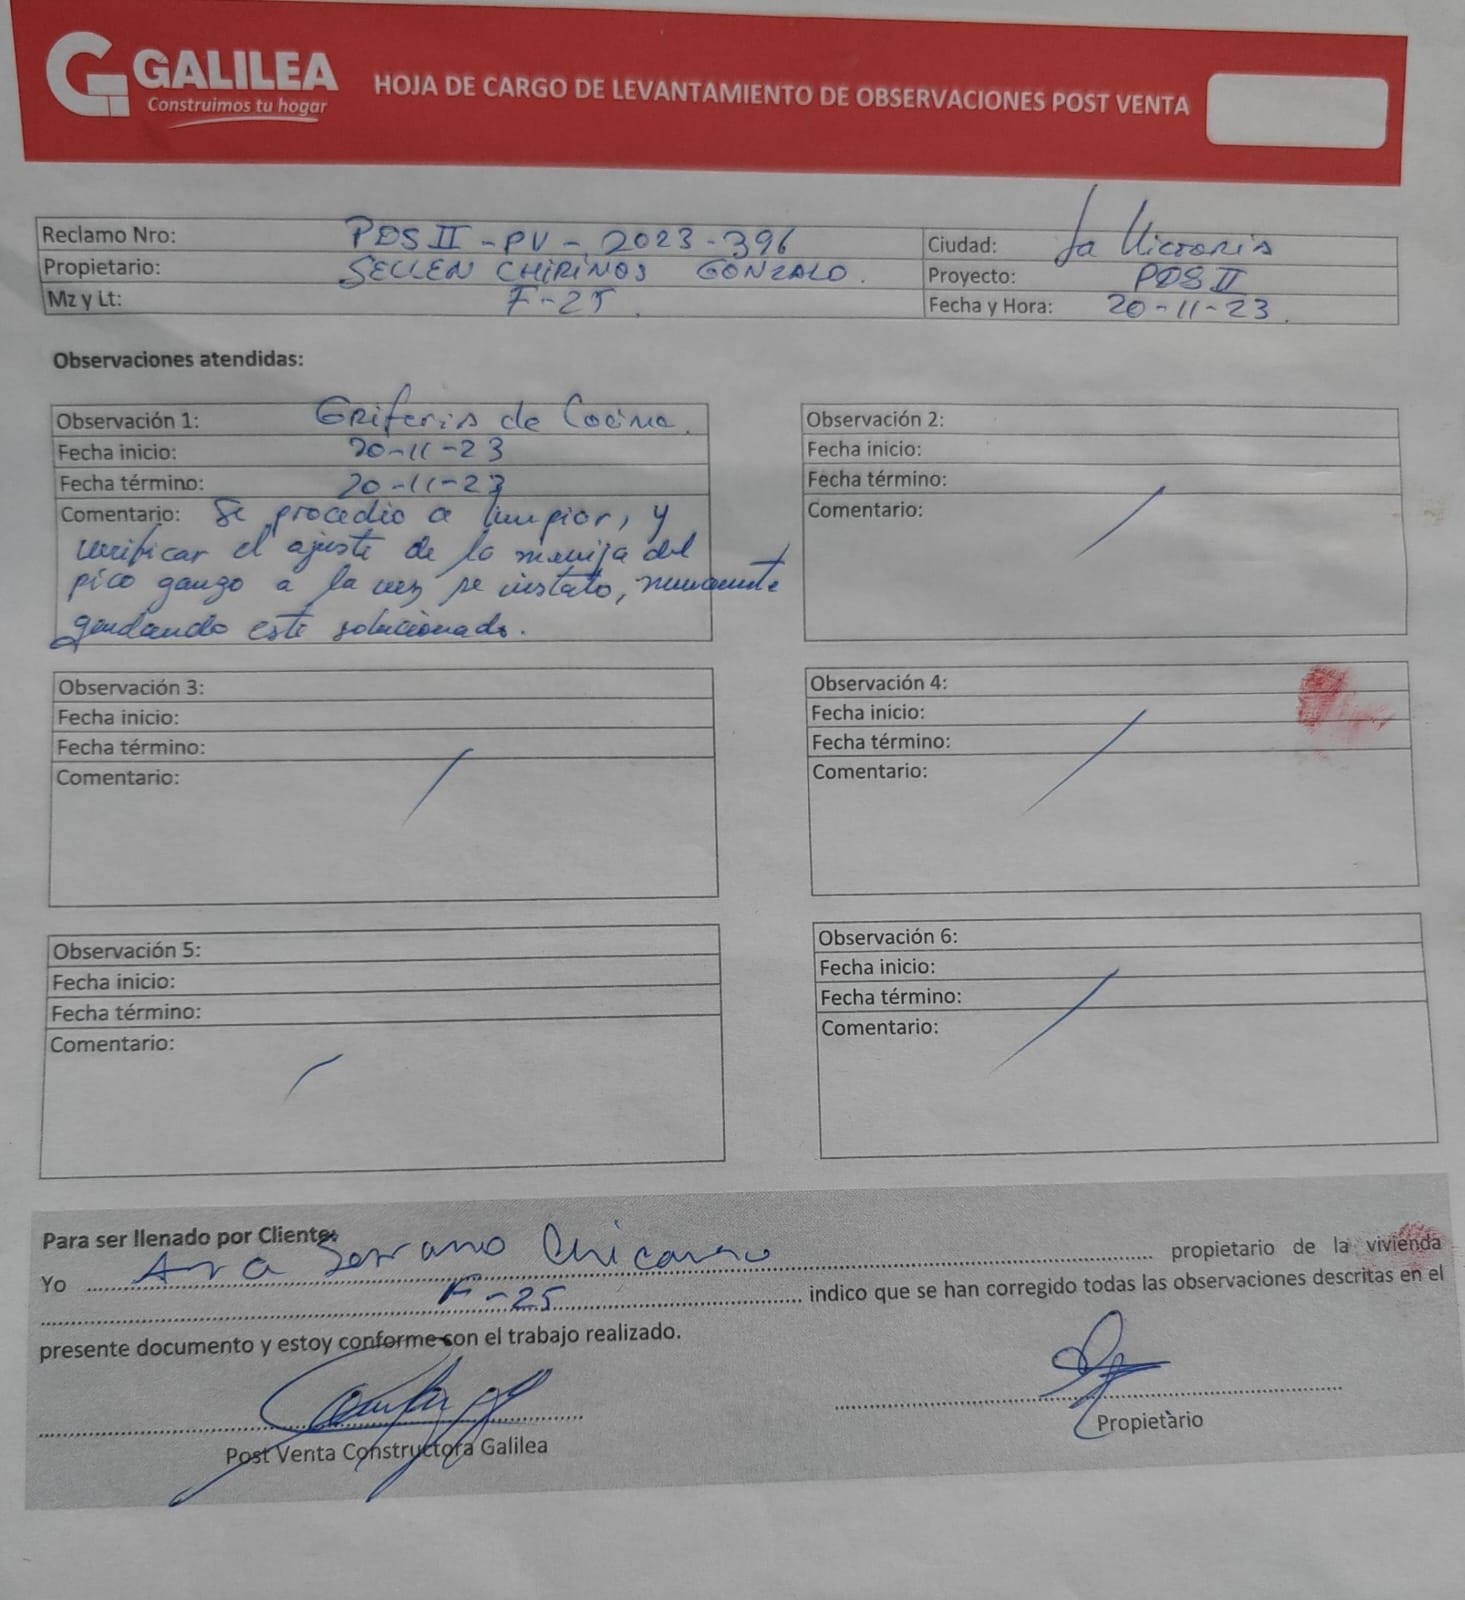 GALILEA
Construimos tu hogar
HOJA DE CARGO DE LEVANTAMIENTO DE OBSERVACIONES POST VENTA
Reclamo Nro: PDS II - PV - 2023 - 396
Ciudad: La Victoria
Propietario: SECLEN CHIRINOS GONZALO.
Proyecto: PDS II
Mz y Lt: F-25.
Fecha y Hora: 20-11-23.
Observaciones atendidas:
Observación 1: Griferia de Cocina.
Fecha inicio: 20-11-23
Fecha término: 20-11-23
Comentario: Se procedio a limpiar, y
verificar el ajuste de la manija del
pico ganzo a la vez se instalo, nuevamente
quedando este solucionado.
Observación 2:
Fecha inicio:
Fecha término:
Comentario:
Observación 3:
Fecha inicio:
Fecha término:
Comentario:
Observación 4:
Fecha inicio:
Fecha término:
Comentario:
Observación 5:
Fecha inicio:
Fecha término:
Comentario:
Observación 6:
Fecha inicio:
Fecha término:
Comentario:
Para ser llenado por Cliente:
Yo Ana Serrano propietario de la vivienda
F-25 indico que se han corregido todas las observaciones descritas en el
presente documento y estoy conforme con el trabajo realizado.
Post Venta Constructora Galilea
Propietario